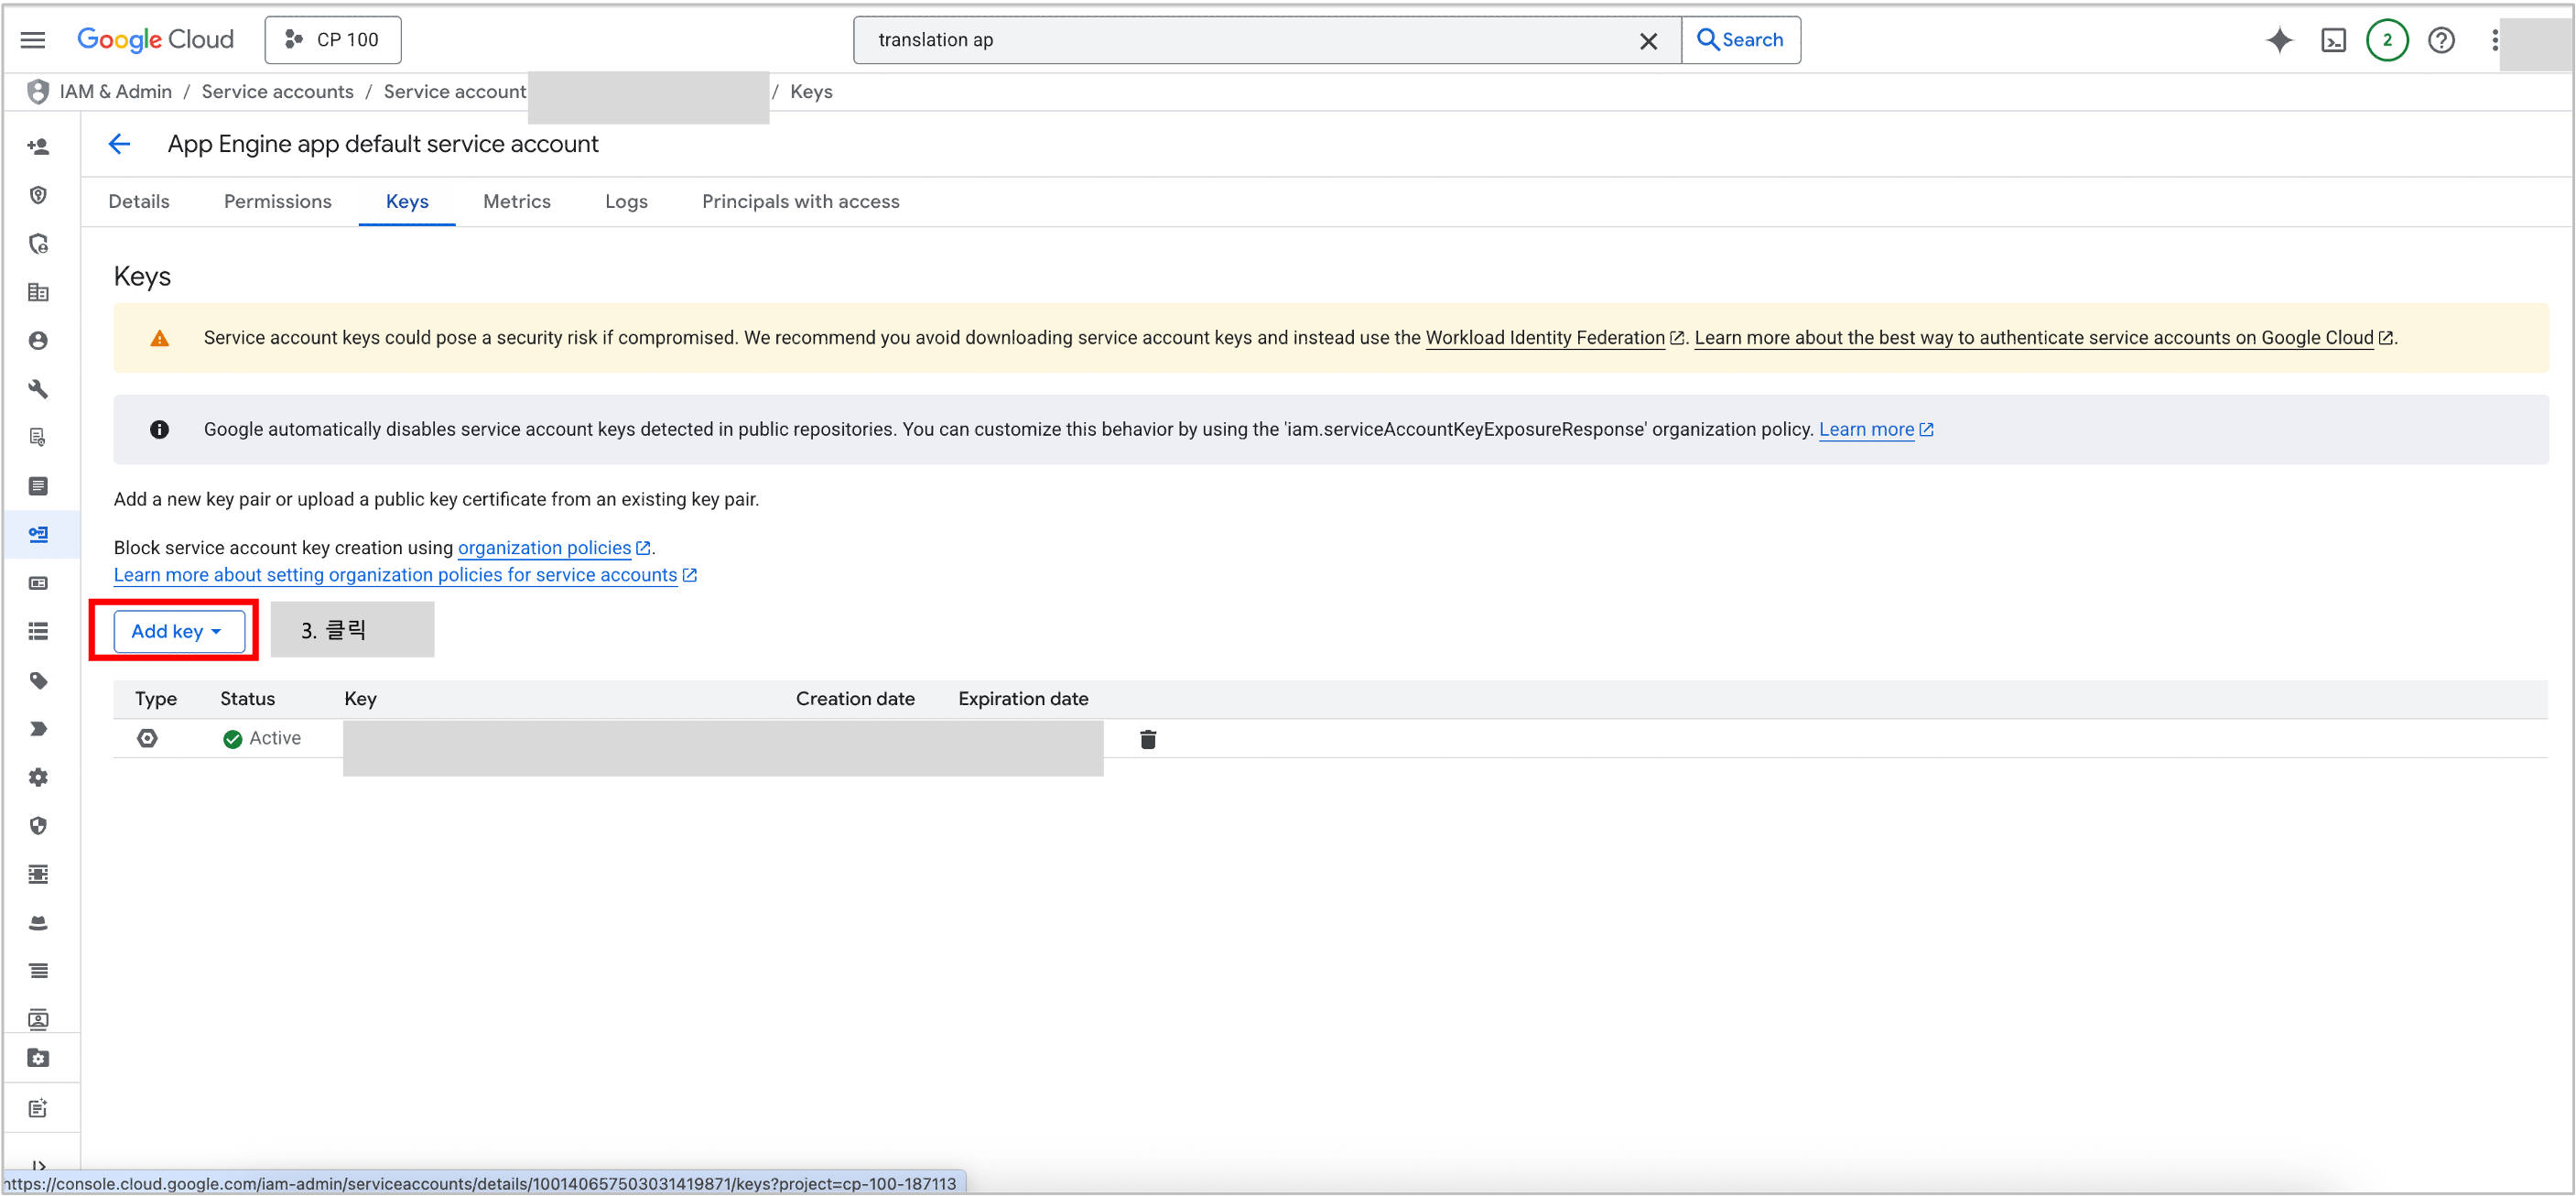 Google Cloud
CP 100
translation ap
Search
2
IAM & Admin / Service accounts / Service account / Keys
App Engine app default service account
Details Permissions Keys Metrics Logs Principals with access
Keys
Service account keys could pose a security risk if compromised. We recommend you avoid downloading service account keys and instead use the Workload Identity Federation. Learn more about the best way to authenticate service accounts on Google Cloud.
Google automatically disables service account keys detected in public repositories. You can customize this behavior by using the 'iam.serviceAccountKeyExposureResponse' organization policy. Learn more
Add a new key pair or upload a public key certificate from an existing key pair.
Block service account key creation using organization policies.
Learn more about setting organization policies for service accounts
Add key
3. 클릭
Type Status Key Creation date Expiration date
Active
https://console.cloud.google.com/iam-admin/serviceaccounts/details/100140657503031419871/keys?project=cp-100-187113